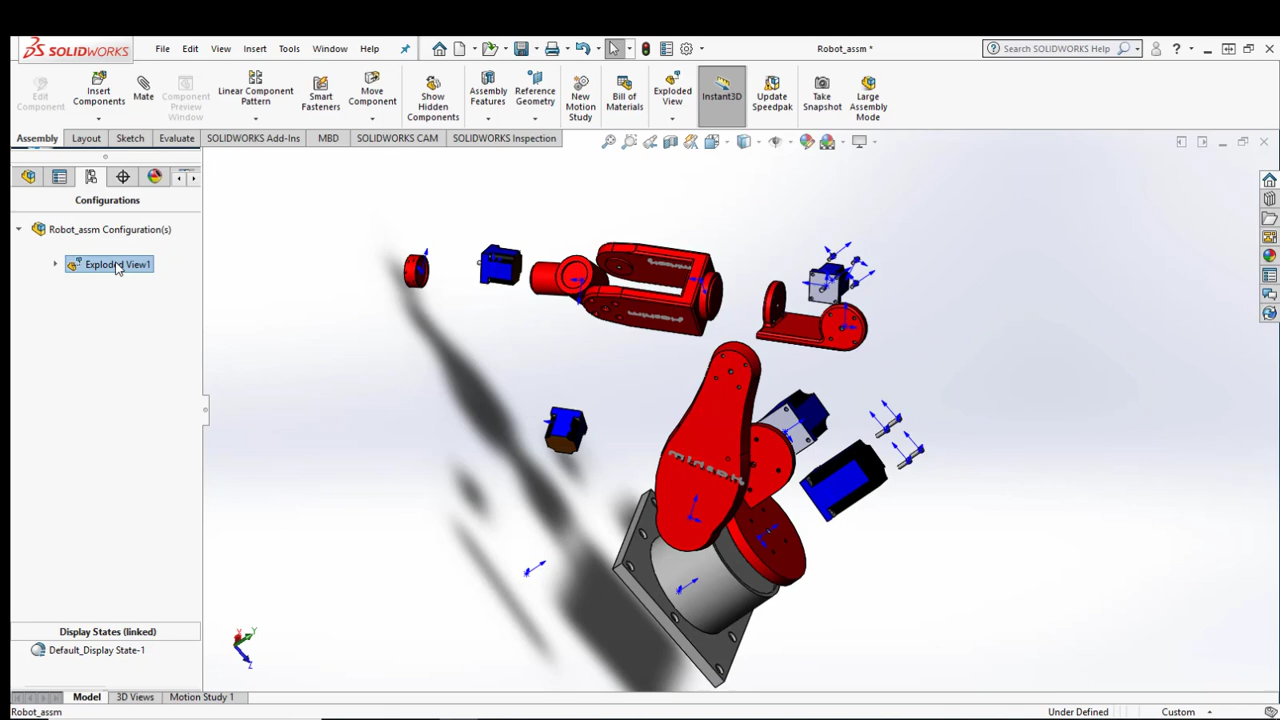 SOLIDWORKS File Edit View Insert Tools Window Help Robot_assm * Search SOLIDWORKS Help ?
Edit Component
Insert Components
Mate
Component Preview Window
Linear Component Pattern
Smart Fasteners
Move Component
Show Hidden Components
Assembly Features
Reference Geometry
New Motion Study
Bill of Materials
Exploded View
Instant3D
Update Speedpak
Take Snapshot
Large Assembly Mode
Assembly Layout Sketch Evaluate SOLIDWORKS Add-Ins MBD SOLIDWORKS CAM SOLIDWORKS Inspection
Configurations
Robot_assm Configuration(s)
Exploded View1
Display States (linked)
Default_Display State-1
X Y Z
Model 3D Views Motion Study 1
Robot_assm Under Defined Custom